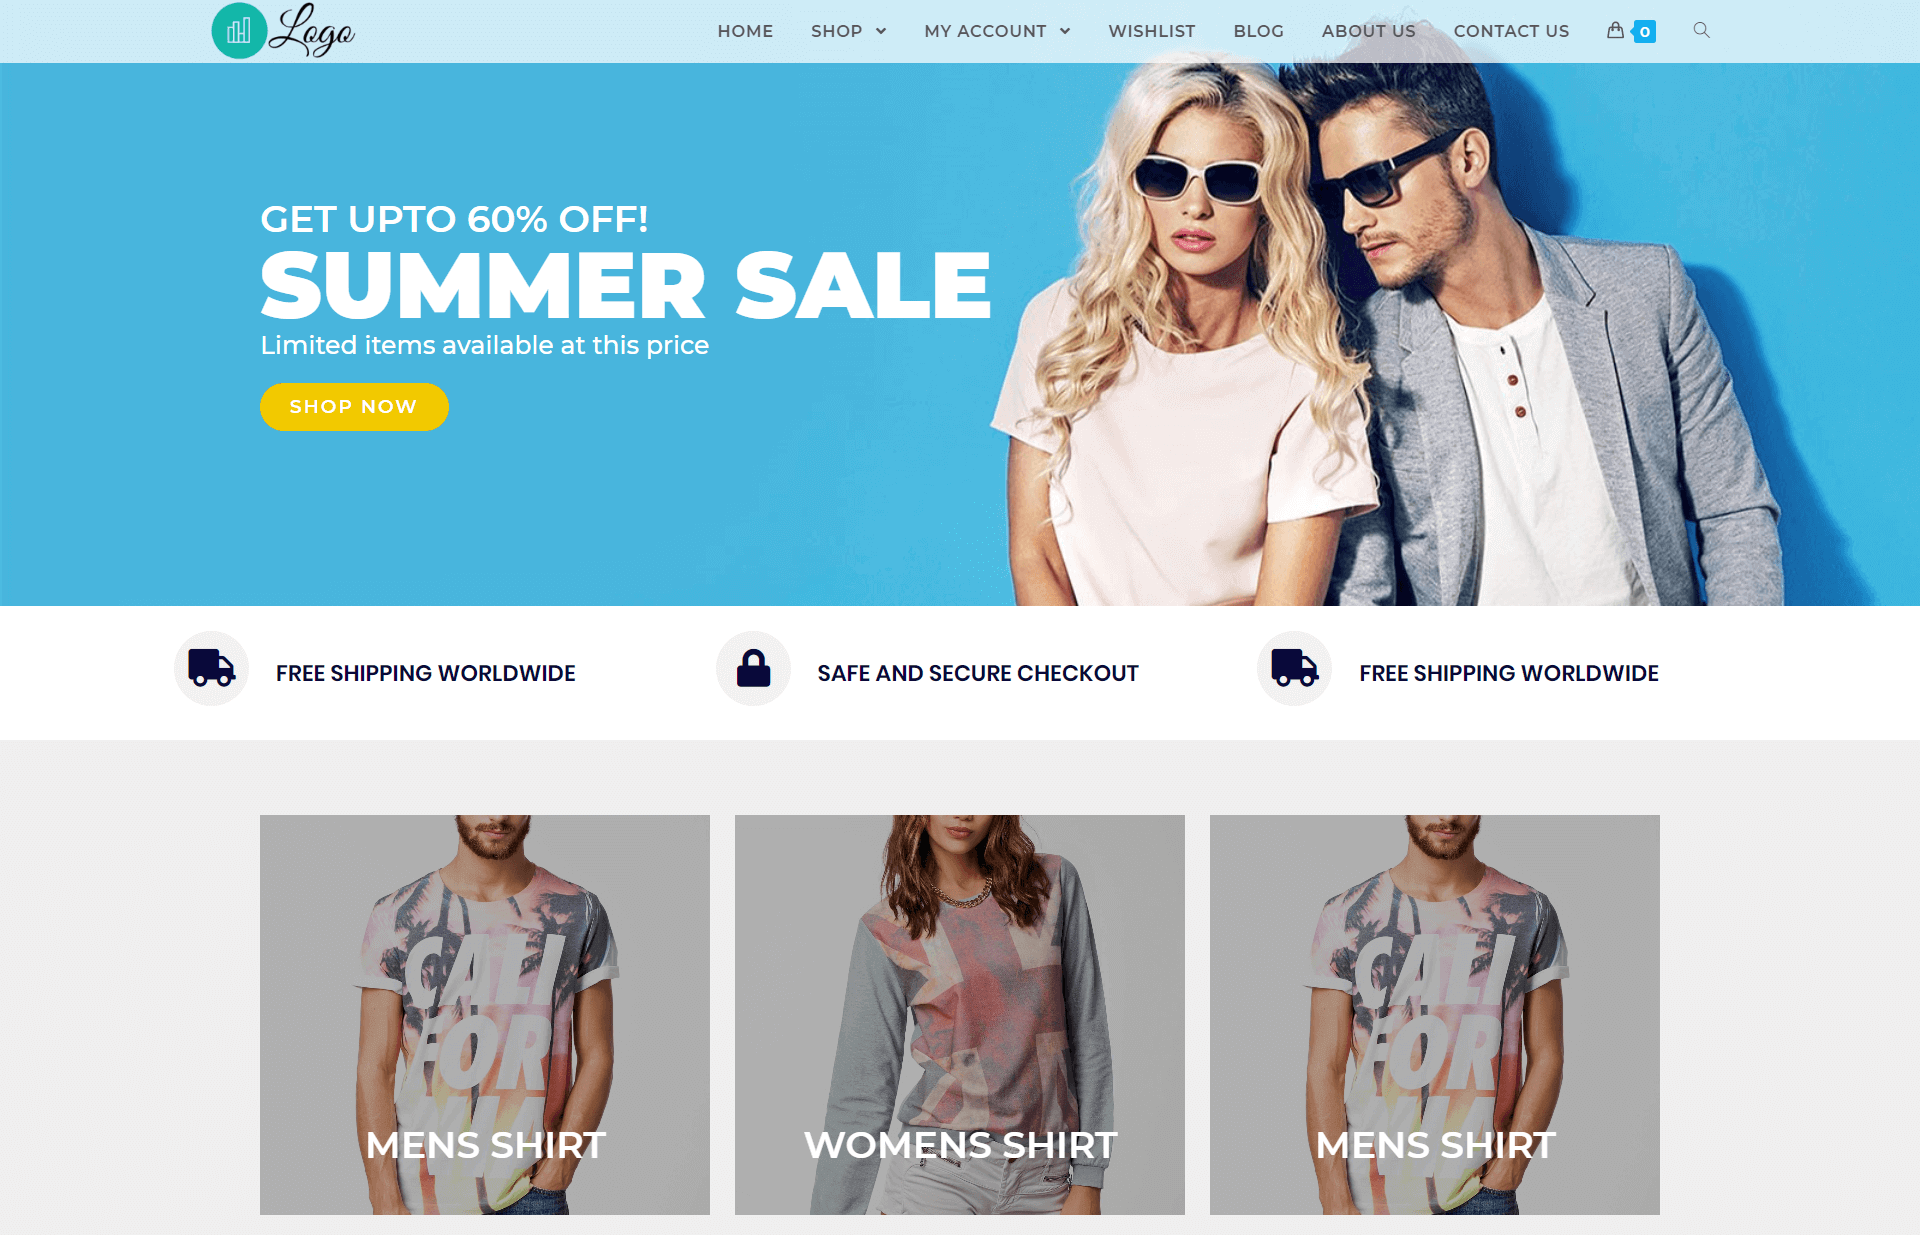 Logo
HOME SHOP MY ACCOUNT WISHLIST BLOG ABOUT US CONTACT US 0
GET UPTO 60% OFF!
SUMMER SALE
Limited items available at this price
SHOP NOW
FREE SHIPPING WORLDWIDE
SAFE AND SECURE CHECKOUT
FREE SHIPPING WORLDWIDE
CALI
FOR
MENS SHIRT
WOMENS SHIRT
CALI
FOR
MENS SHIRT